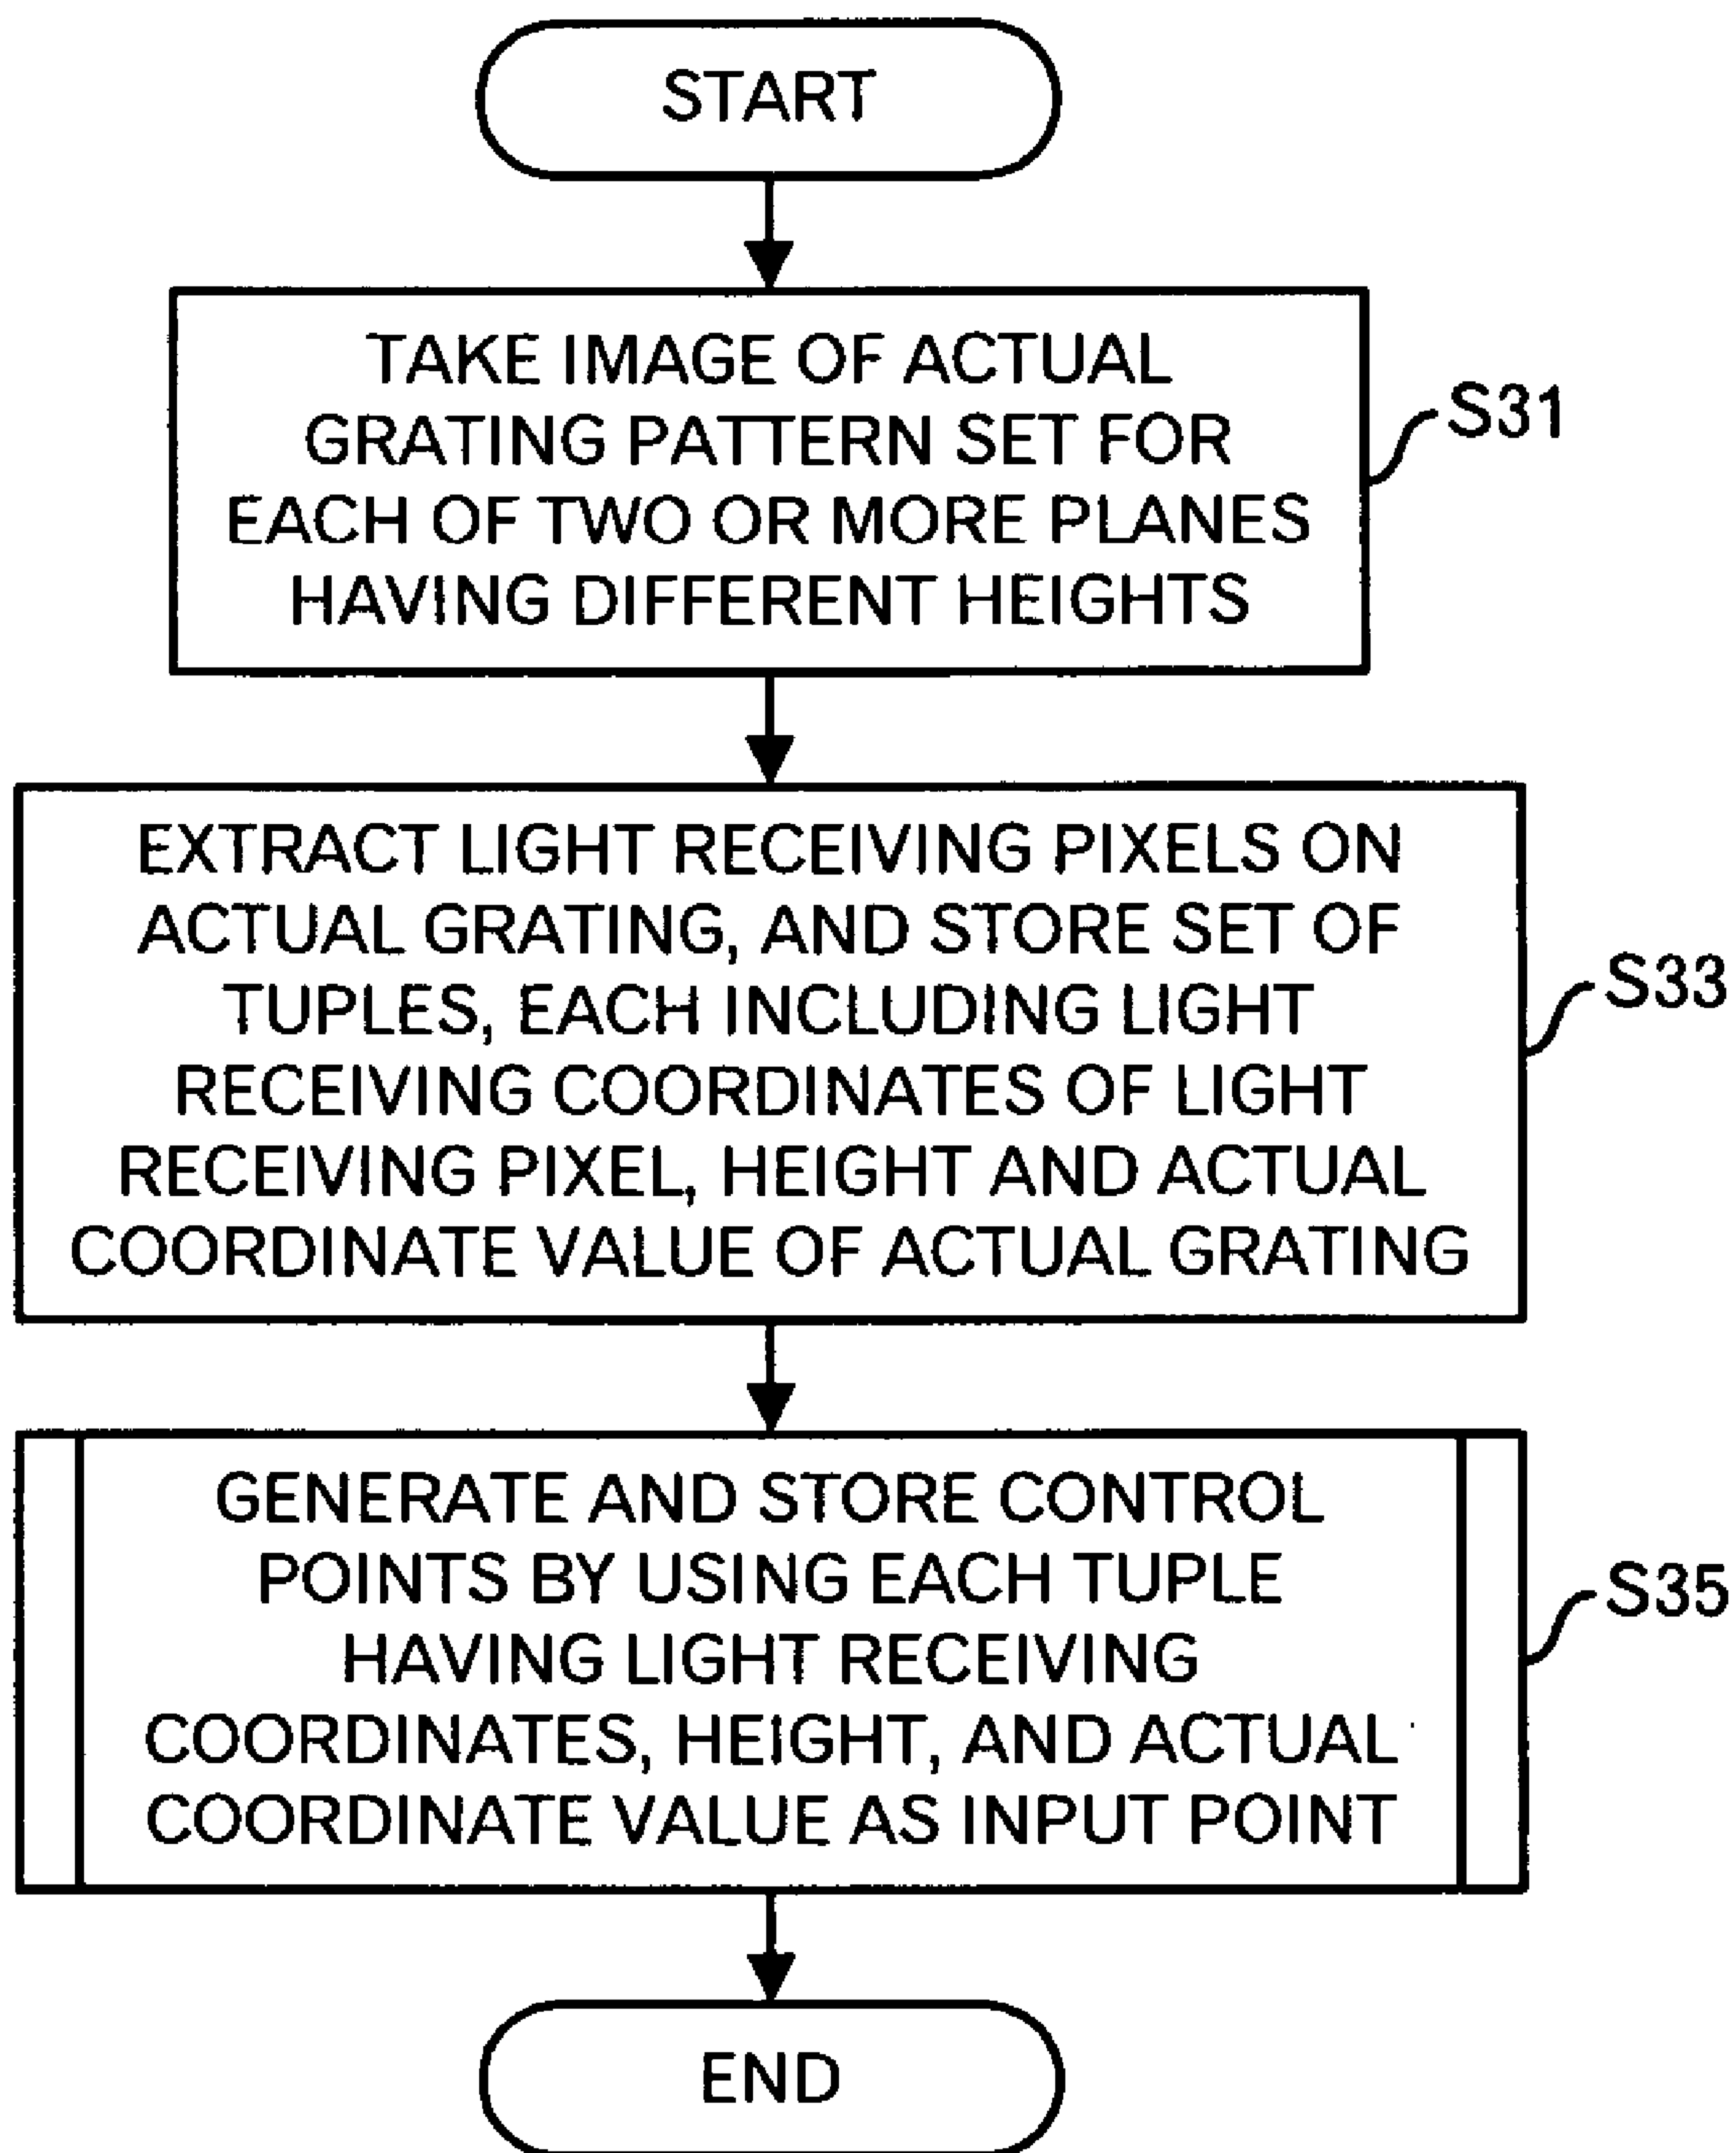 START
TAKE IMAGE OF ACTUAL
GRATING PATTERN SET FOR
EACH OF TWO OR MORE PLANES
HAVING DIFFERENT HEIGHTS
S31
EXTRACT LIGHT RECEIVING PIXELS ON
ACTUAL GRATING, AND STORE SET OF
TUPLES, EACH INCLUDING LIGHT
RECEIVING COORDINATES OF LIGHT
RECEIVING PIXEL, HEIGHT AND ACTUAL
COORDINATE VALUE OF ACTUAL GRATING
S33
GENERATE AND STORE CONTROL
POINTS BY USING EACH TUPLE
HAVING LIGHT RECEIVING
COORDINATES, HEIGHT, AND ACTUAL
COORDINATE VALUE AS INPUT POINT
S35
END